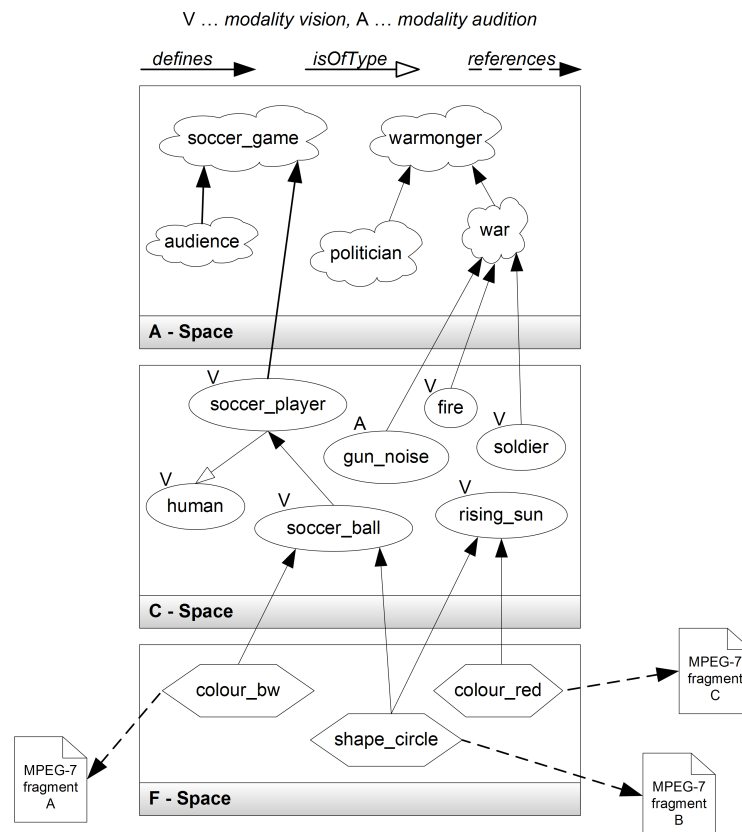 V ... modality vision, A ... modality audition
defines
isOfType
references
soccer_game
warmonger
audience
politician
war
A - Space
V
soccer_player
V
fire
A
gun_noise
V
soldier
V
human
V
soccer_ball
V
rising_sun
C - Space
colour_bw
colour_red
shape_circle
MPEG-7
fragment
C
MPEG-7
fragment
A
MPEG-7
fragment
B
F - Space